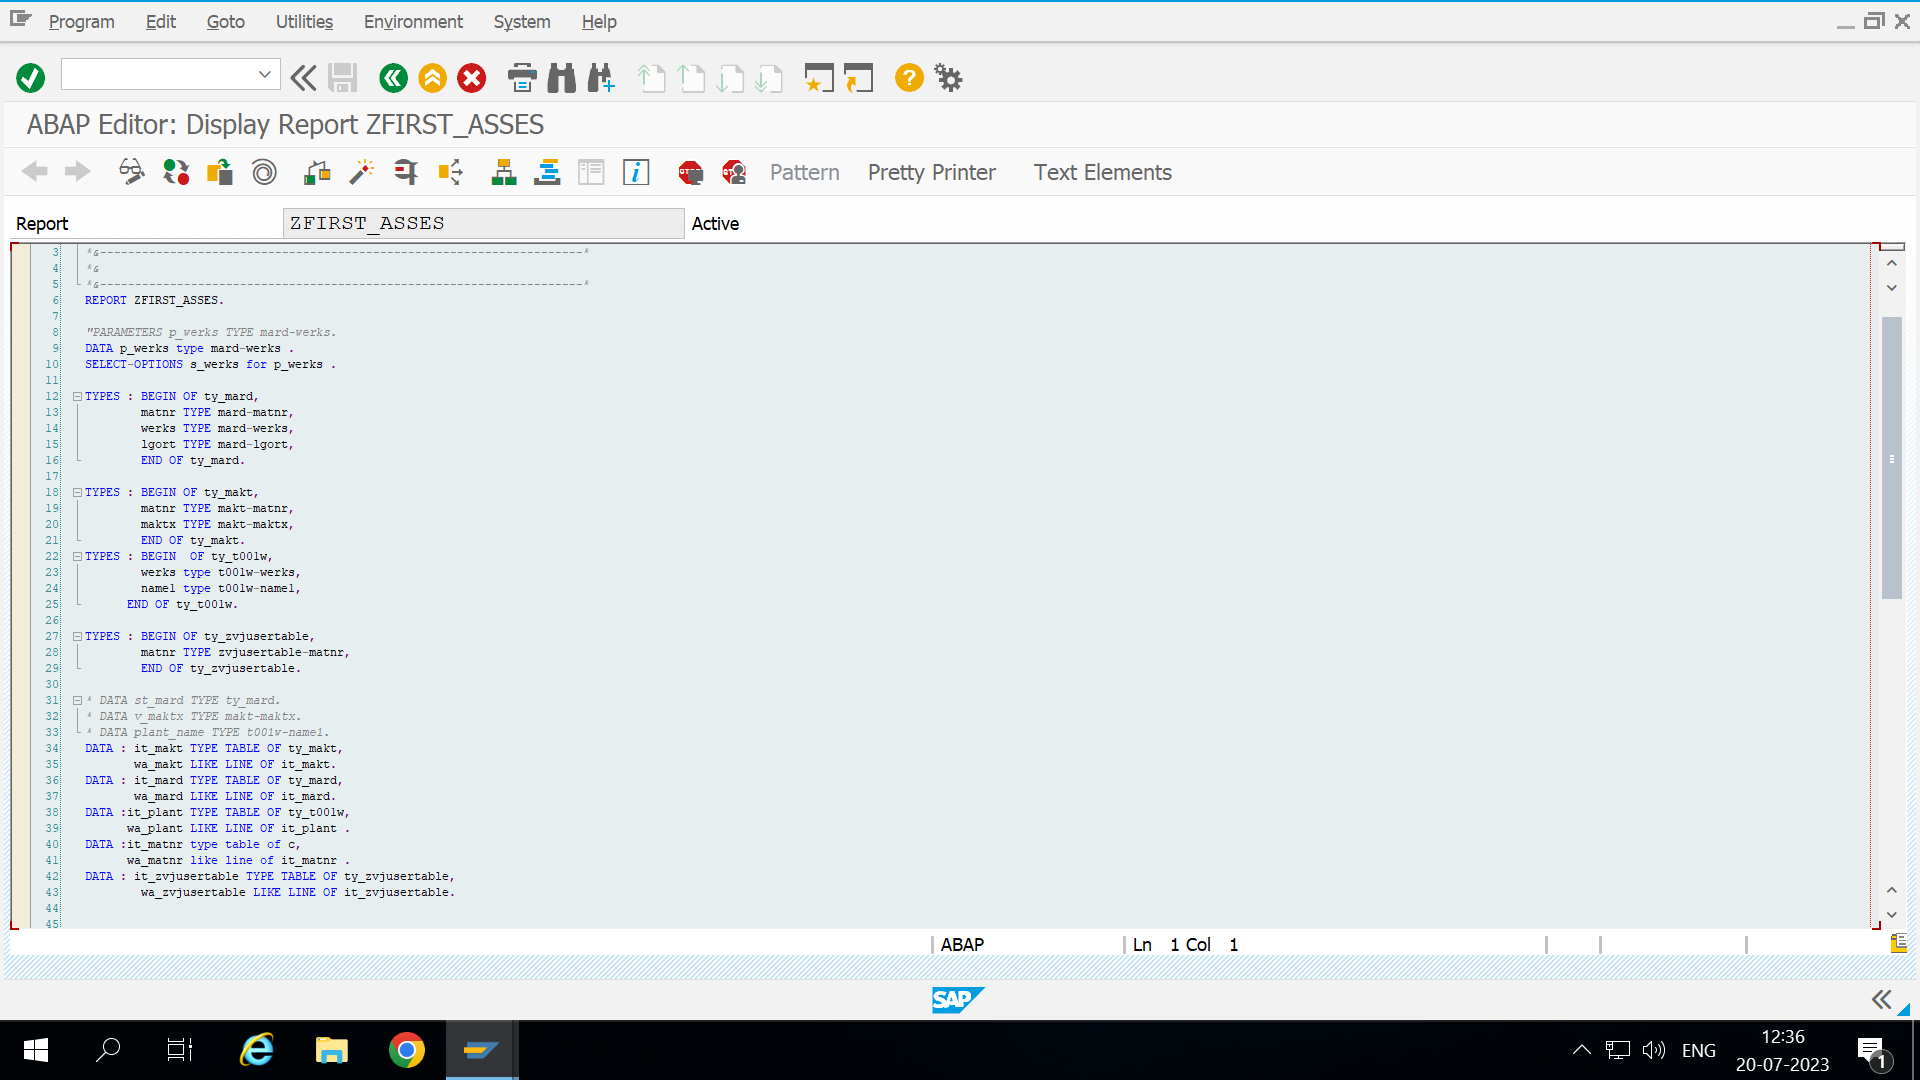 Program Edit Goto Utilities Environment System Help
ABAP Editor: Display Report ZFIRST_ASSES
Pattern Pretty Printer Text Elements
Report ZFIRST_ASSES Active
3 *&---------------------------------------------------------------------*
4 *&
5 *&---------------------------------------------------------------------*
6 REPORT ZFIRST_ASSES.
7
8 "PARAMETERS p_werks TYPE mard-werks.
9 DATA p_werks type mard-werks .
10 SELECT-OPTIONS s_werks for p_werks .
11
12 TYPES : BEGIN OF ty_mard,
13 matnr TYPE mard-matnr,
14 werks TYPE mard-werks,
15 lgort TYPE mard-lgort,
16 END OF ty_mard.
17
18 TYPES : BEGIN OF ty_makt,
19 matnr TYPE makt-matnr,
20 maktx TYPE makt-maktx,
21 END OF ty_makt.
22 TYPES : BEGIN  OF ty_t001w,
23 werks type t001w-werks,
24 name1 type t001w-name1,
25 END OF ty_t001w.
26
27 TYPES : BEGIN OF ty_zvjusertable,
28 matnr TYPE zvjusertable-matnr,
29 END OF ty_zvjusertable.
30
31 * DATA st_mard TYPE ty_mard.
32 * DATA v_maktx TYPE makt-maktx.
33 * DATA plant_name TYPE t001w-name1.
34 DATA : it_makt TYPE TABLE OF ty_makt,
35 wa_makt LIKE LINE OF it_makt.
36 DATA : it_mard TYPE TABLE OF ty_mard,
37 wa_mard LIKE LINE OF it_mard.
38 DATA :it_plant TYPE TABLE OF ty_t001w,
39 wa_plant LIKE LINE OF it_plant .
40 DATA :it_matnr type table of c,
41 wa_matnr like line of it_matnr .
42 DATA : it_zvjusertable TYPE TABLE OF ty_zvjusertable,
43 wa_zvjusertable LIKE LINE OF it_zvjusertable.
44
45
ABAP Ln 1 Col 1
SAP
ENG 12:36
20-07-2023
1